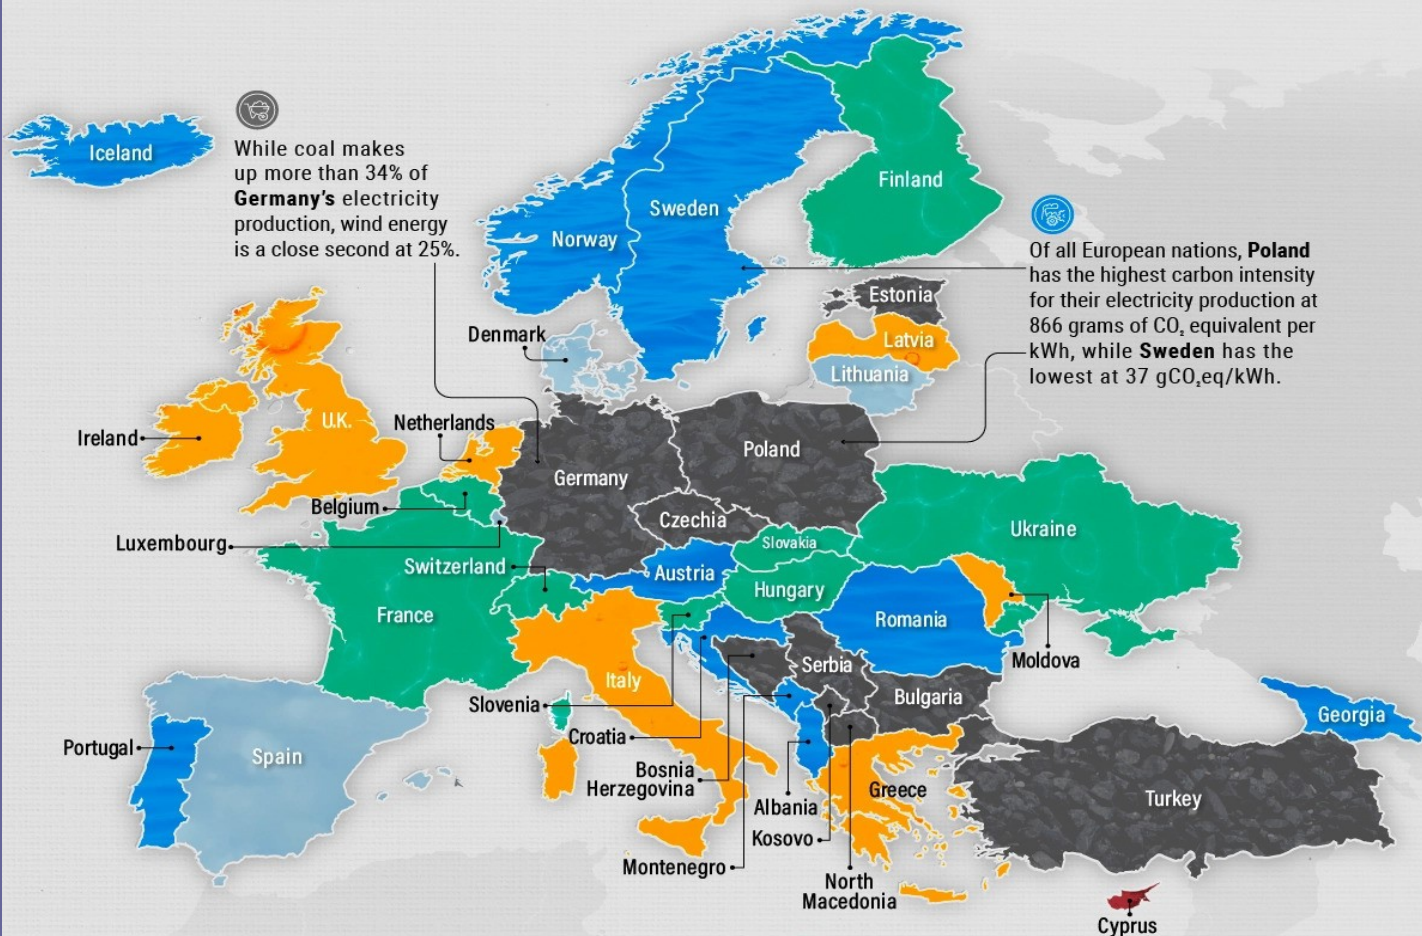 Iceland
While coal makes
up more than 34% of
Germany's electricity
production, wind energy
is a close second at 25%.
Finland
Sweden
Norway
Of all European nations, Poland
has the highest carbon intensity
for their electricity production at
866 grams of CO₂ equivalent per
kWh, while Sweden has the
lowest at 37 gCO₂eq/kWh.
Estonia
Denmark
Latvia
Lithuania
U.K.
Netherlands
Ireland
Poland
Germany
Belgium
Czechia
Ukraine
Luxembourg
Slovakia
Switzerland
Austria
Hungary
France
Romania
Moldova
Serbia
Italy
Bulgaria
Slovenia
Georgia
Croatia
Portugal
Spain
Bosnia
Herzegovina
Greece
Turkey
Albania
Kosovo
Montenegro
North
Macedonia
Cyprus